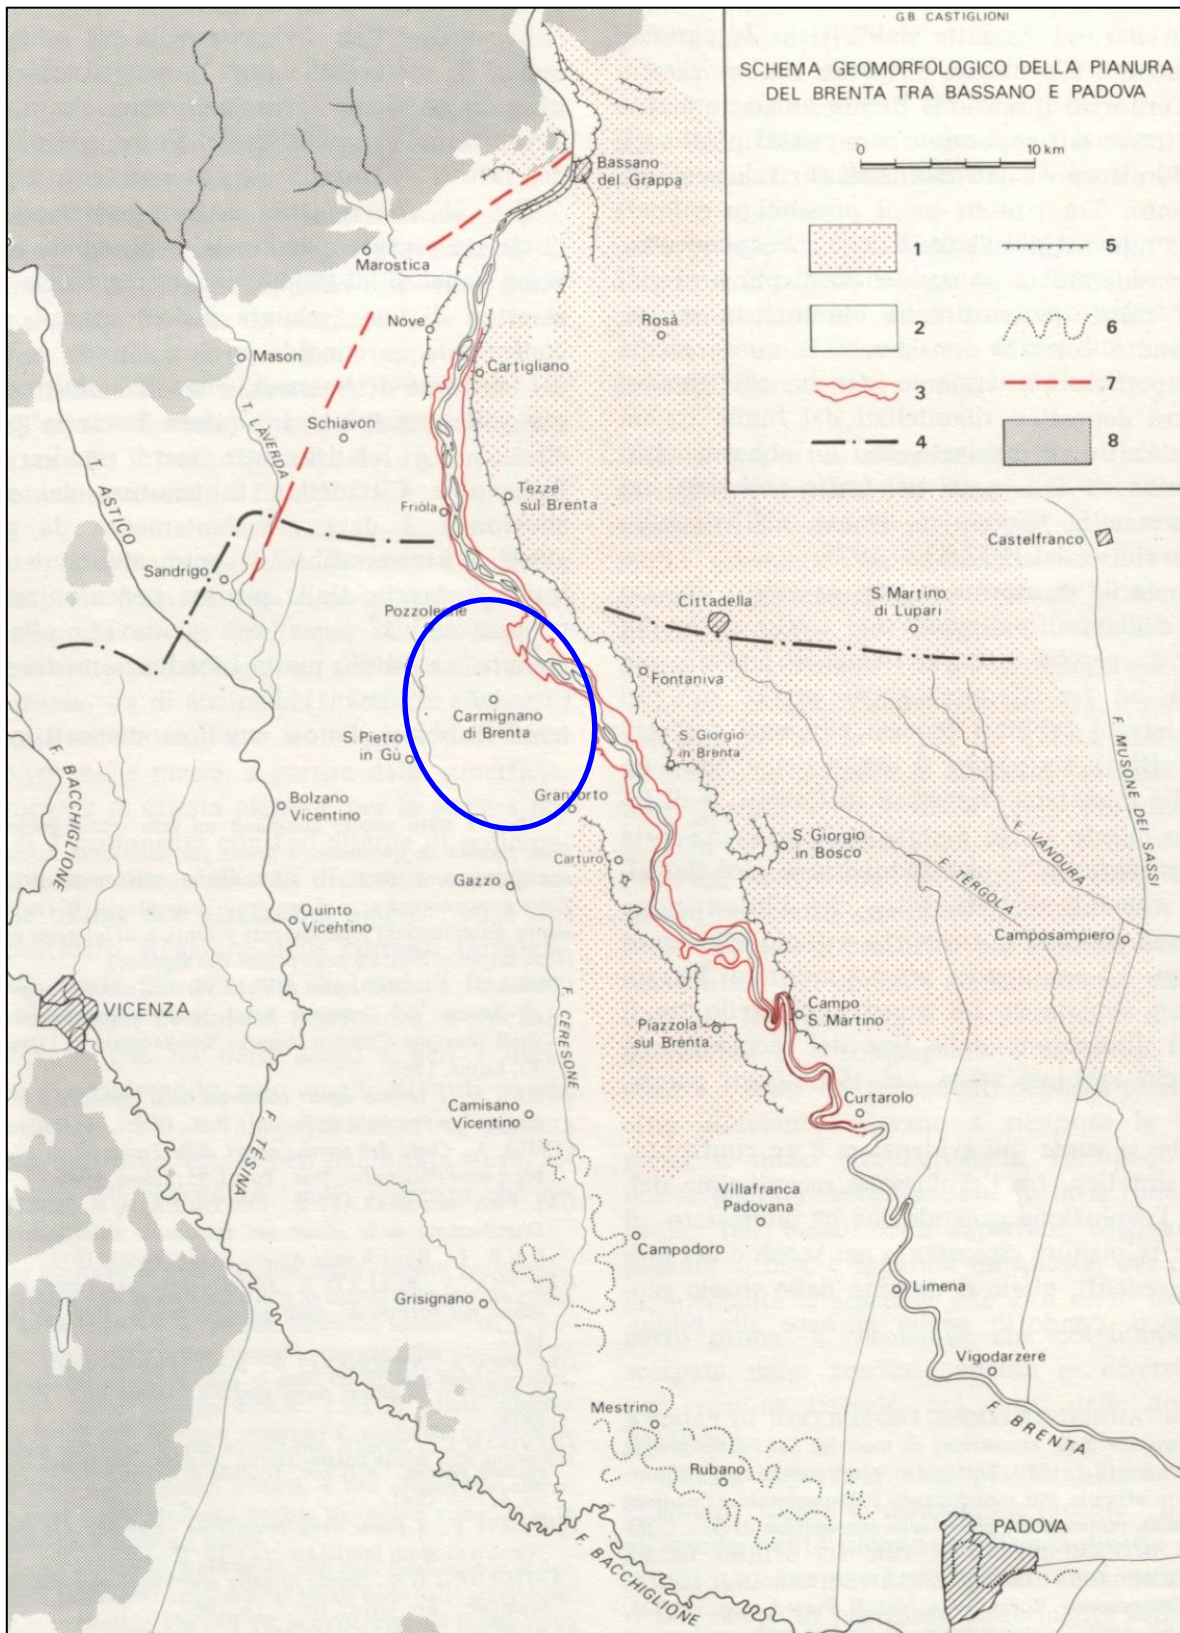 G.B. CASTIGLIONI
SCHEMA GEOMORFOLOGICO DELLA PIANURA
DEL BRENTA TRA BASSANO E PADOVA
0 10 km
1 5
2 6
3 7
4 8
Bassano
del Grappa
Marostica
Nove
Rosà
Mason
Cartigliano
T. LAVERDA
Schiavon
T. ASTICO
Tezze
sul Brenta
Friòla
Castelfranco
Sandrigo
Cittadella
S. Martino
di Lupari
Pozzoleone
Fontaniva
Carmignano
di Brenta
S. Pietro
in Gù
S. Giorgio
in Brenta
F. MUSONE DEI SASSI
F. BACCHIGLIONE
Bolzano
Vicentino
Grantorto
S. Giorgio
in Bosco
F. VANDURA
Carturo
F. TERGOLA
Gazzo
Quinto
Vicentino
Camposampiero
VICENZA
F. CERESONE
Campo
S. Martino
Piazzola
sul Brenta
Camisano
Vicentino
Curtarolo
F. TESINA
Villafranca
Padovana
Campodoro
Grisignano
Limena
Vigodarzere
Mestrino
F. BRENTA
Rubano
PADOVA
F. BACCHIGLIONE